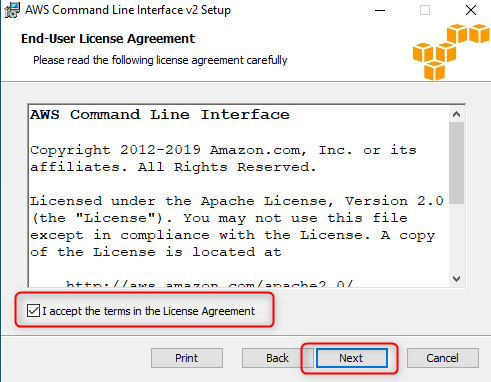 AWS Command Line Interface v2 Setup
End-User License Agreement
Please read the following license agreement carefully
AWS Command Line Interface
Copyright 2012-2019 Amazon.com, Inc. or its
affiliates. All Rights Reserved.
Licensed under the Apache License, Version 2.0
(the "License"). You may not use this file
except in compliance with the License. A copy
of the License is located at
http://aws.amazon.com/apache2.0/
I accept the terms in the License Agreement
Print
Back
Next
Cancel